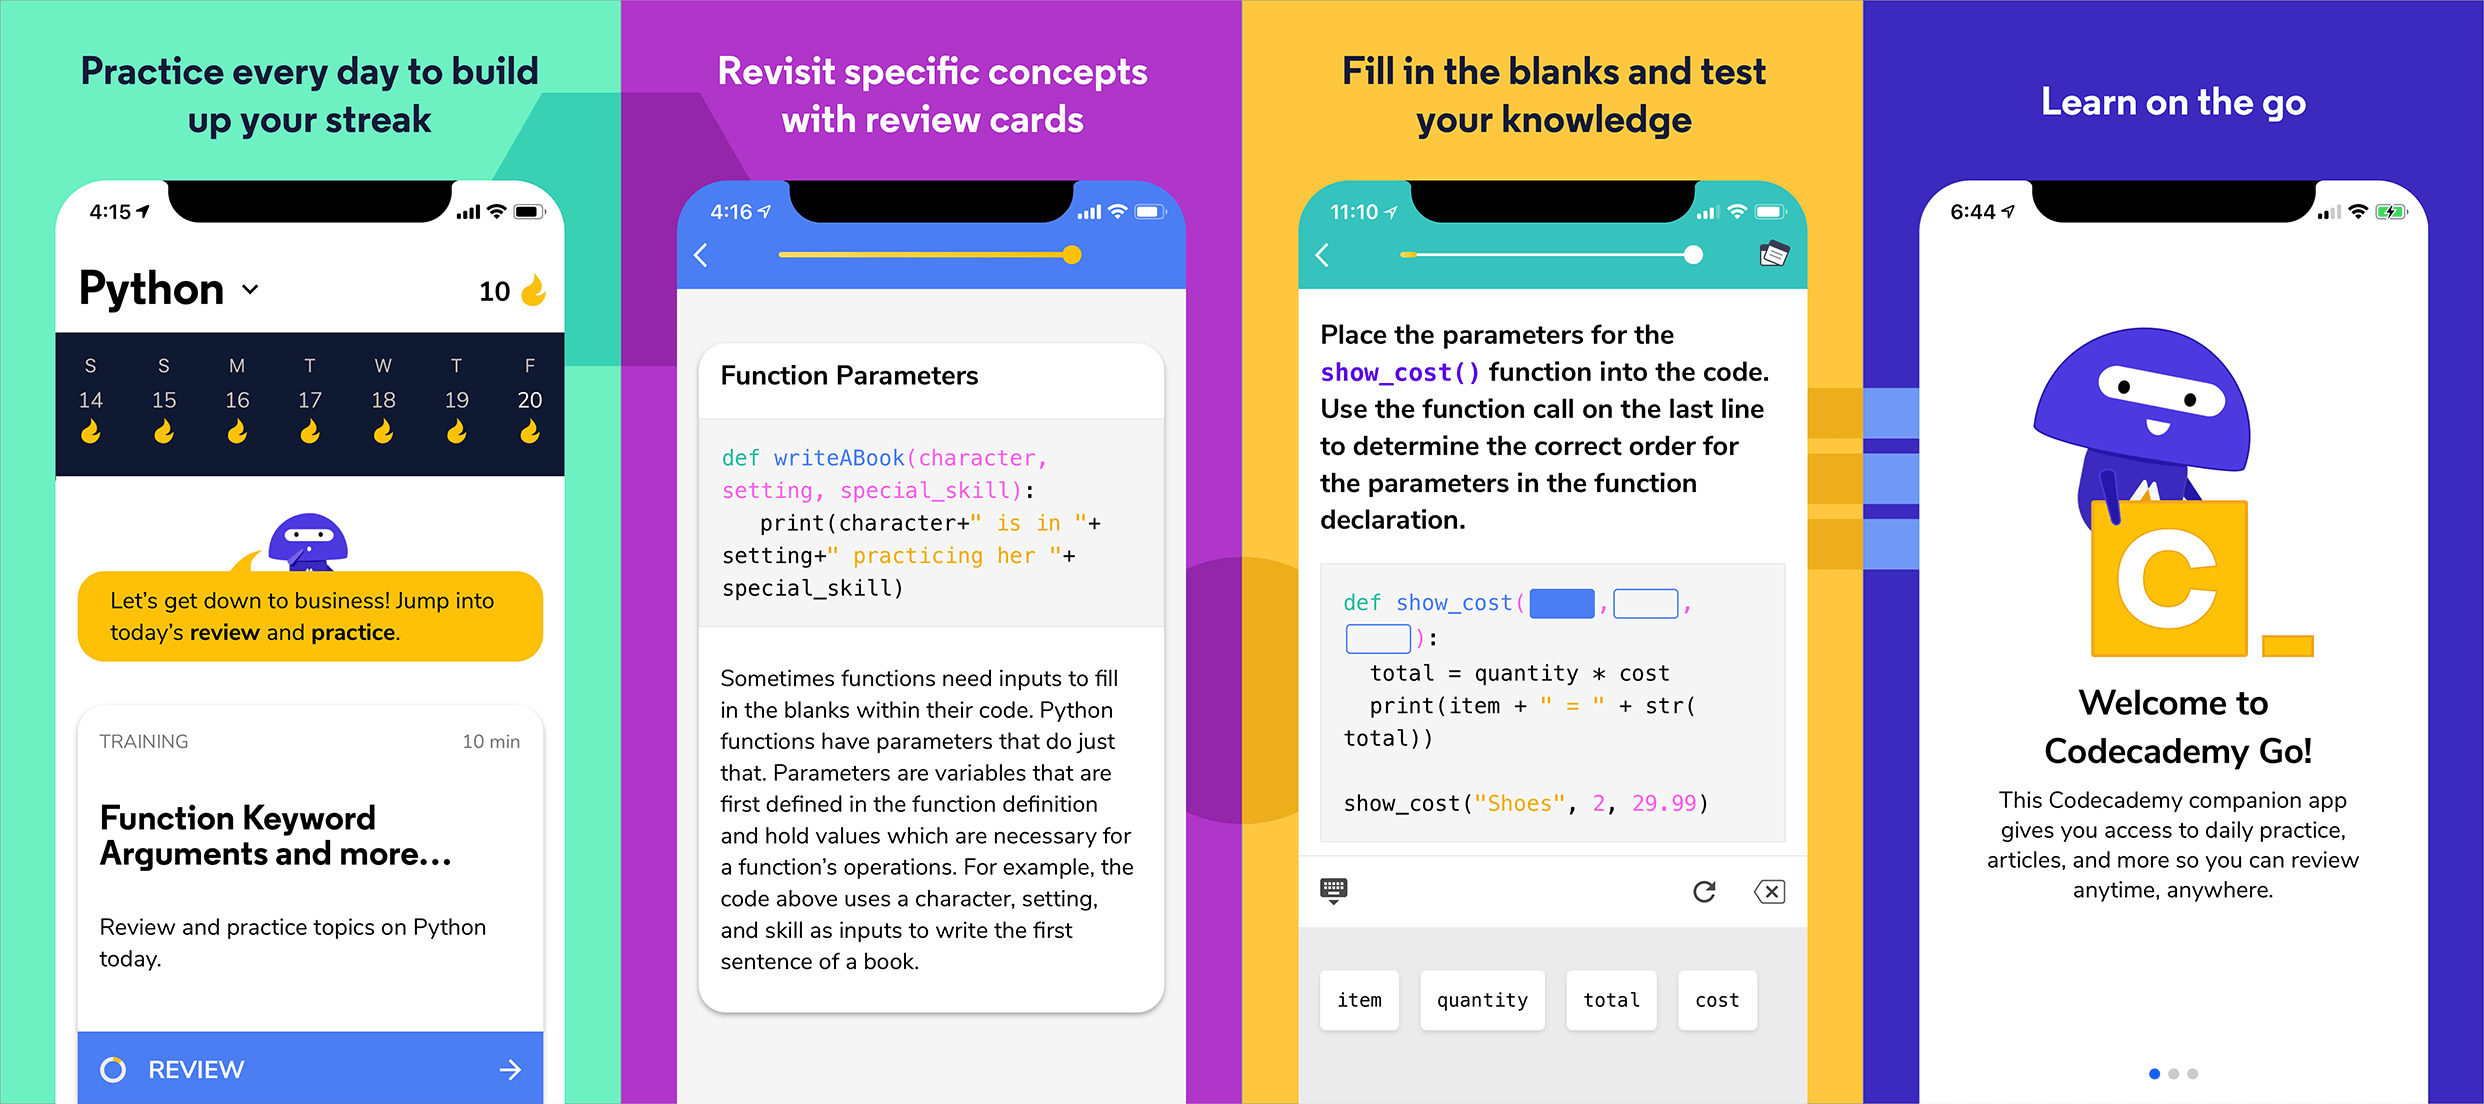 Practice every day to build
up your streak
4:15
Python
10
S S M T W T F
14 15 16 17 18 19 20
Let's get down to business! Jump into
today's review and practice.
TRAINING 10 min
Function Keyword
Arguments and more...
Review and practice topics on Python
today.
REVIEW
Revisit specific concepts
with review cards
4:16
Function Parameters
def writeABook(character,
setting, special_skill):
print(character+" is in "+
setting+" practicing her "+
special_skill)
Sometimes functions need inputs to fill
in the blanks within their code. Python
functions have parameters that do just
that. Parameters are variables that are
first defined in the function definition
and hold values which are necessary for
a function's operations. For example, the
code above uses a character, setting,
and skill as inputs to write the first
sentence of a book.
Fill in the blanks and test
your knowledge
11:10
Place the parameters for the
show_cost() function into the code.
Use the function call on the last line
to determine the correct order for
the parameters in the function
declaration.
def show_cost( , ,
):
total = quantity * cost
print(item + " = " + str(
total))
show_cost("Shoes", 2, 29.99)
item quantity total cost
Learn on the go
6:44
C_
Welcome to
Codecademy Go!
This Codecademy companion app
gives you access to daily practice,
articles, and more so you can review
anytime, anywhere.